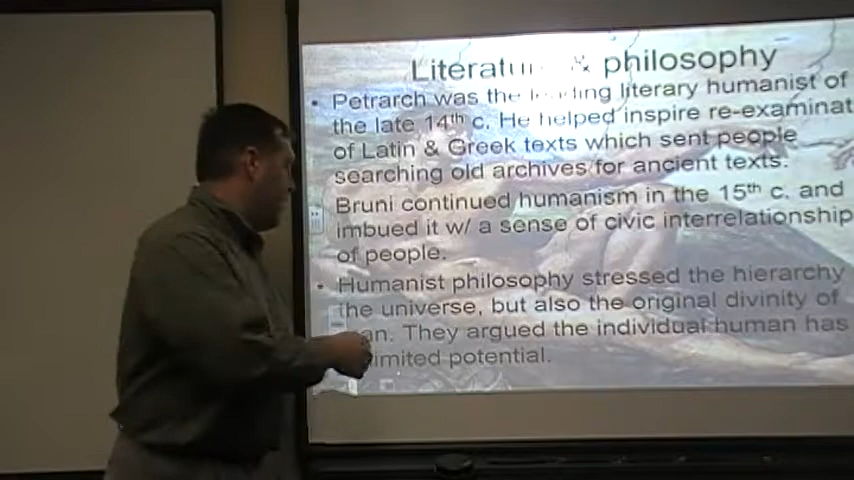 Literatu & philosophy
• Petrarch was the leading literary humanist of
the late 14th c. He helped inspire re-examinat
of Latin & Greek texts which sent people
searching old archives for ancient texts.
Bruni continued humanism in the 15th c. and
imbued it w/ a sense of civic interrelationship
of people.
• Humanist philosophy stressed the hierarchy
the universe, but also the original divinity of
an. They argued the individual human has
limited potential.